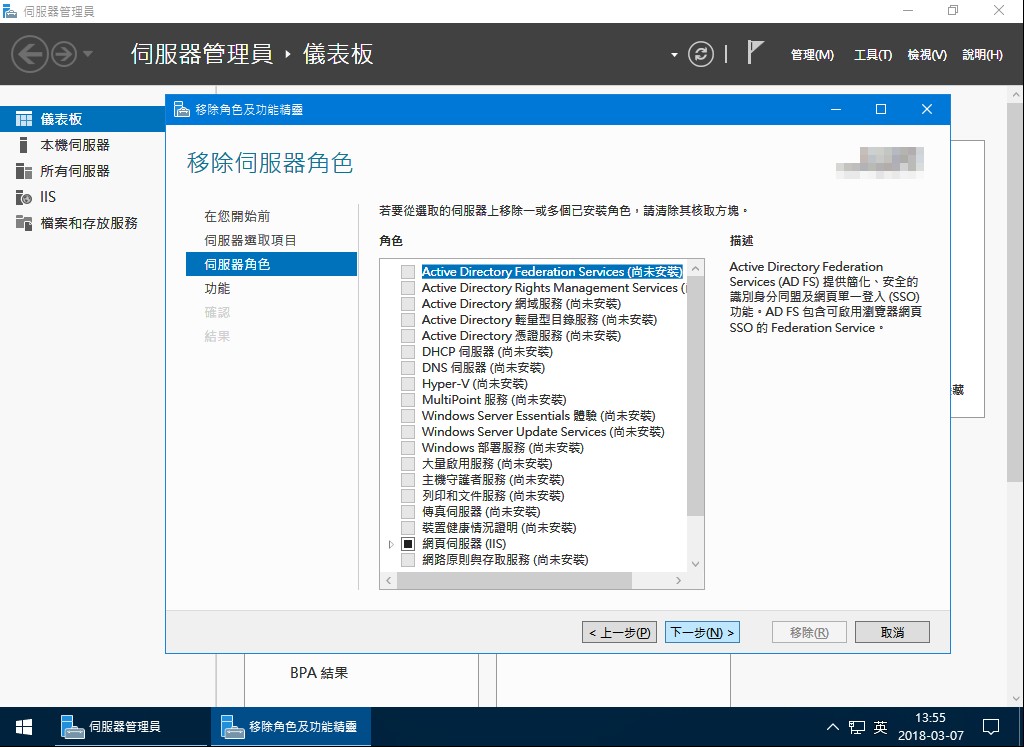 伺服器管理員
伺服器管理員 ‣ 儀表板
管理(M) 工具(T) 檢視(V) 說明(H)
儀表板
本機伺服器
所有伺服器
IIS
檔案和存放服務
移除角色及功能精靈
移除伺服器角色
在您開始前
伺服器選取項目
伺服器角色
功能
確認
結果
若要從選取的伺服器上移除一或多個已安裝角色，請清除其核取方塊。
角色
Active Directory Federation Services (尚未安裝)
Active Directory Rights Management Services (
Active Directory 網域服務 (尚未安裝)
Active Directory 輕量型目錄服務 (尚未安裝)
Active Directory 憑證服務 (尚未安裝)
DHCP 伺服器 (尚未安裝)
DNS 伺服器 (尚未安裝)
Hyper-V (尚未安裝)
MultiPoint 服務 (尚未安裝)
Windows Server Essentials 體驗 (尚未安裝)
Windows Server Update Services (尚未安裝)
Windows 部署服務 (尚未安裝)
大量啟用服務 (尚未安裝)
主機守護者服務 (尚未安裝)
列印和文件服務 (尚未安裝)
傳真伺服器 (尚未安裝)
裝置健康情況證明 (尚未安裝)
網頁伺服器 (IIS)
網路原則與存取服務 (尚未安裝)
描述
Active Directory Federation
Services (AD FS) 提供簡化、安全的
識別身分同盟及網頁單一登入 (SSO)
功能。AD FS 包含可啟用瀏覽器網頁
SSO 的 Federation Service。
藏
< 上一步(P) 下一步(N) > 移除(R) 取消
BPA 結果
伺服器管理員
移除角色及功能精靈
英
13:55
2018-03-07